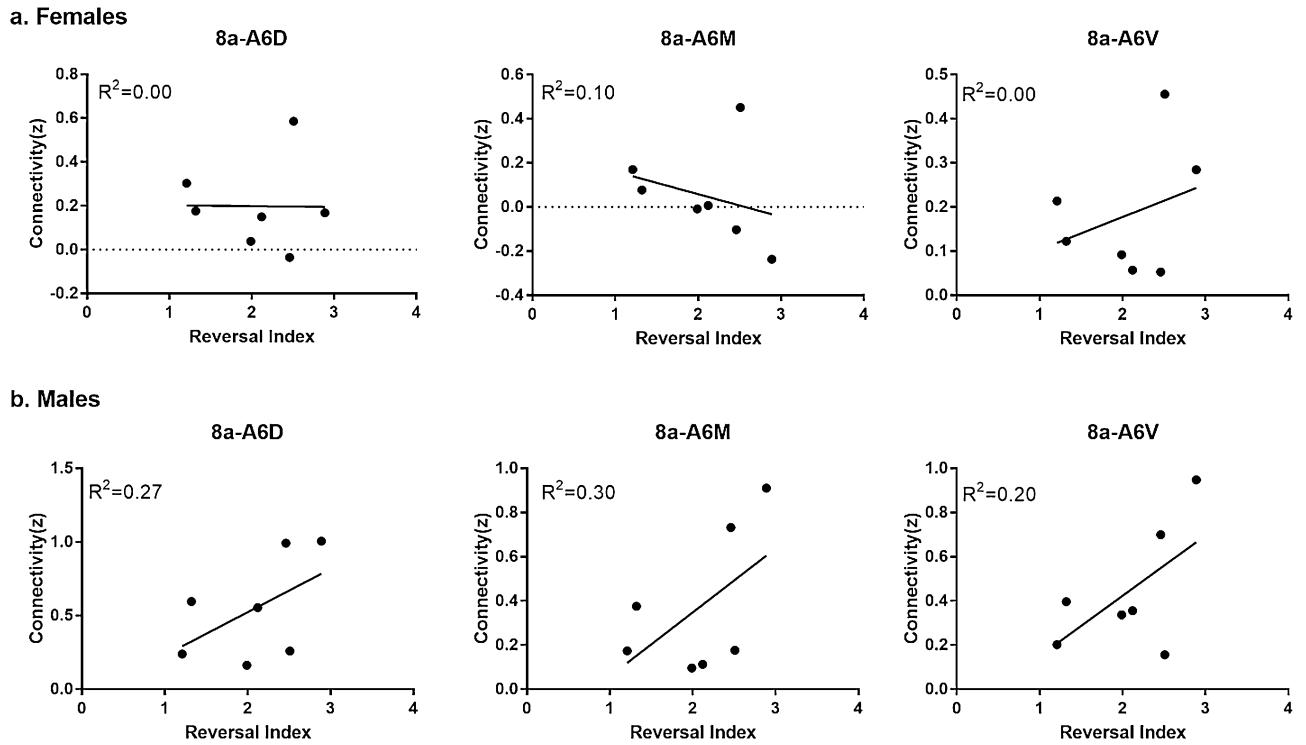 a. Females
8a-A6D
8a-A6M
8a-A6V
R²=0.00
R²=0.10
R²=0.00
Connectivity(z)
0.8
0.6
0.4
0.2
0.0
-0.2
0 1 2 3 4
Reversal Index
Connectivity(z)
0.6
0.4
0.2
0.0
-0.2
-0.4
0 1 2 3 4
Reversal Index
Connectivity(z)
0.5
0.4
0.3
0.2
0.1
0.0
0 1 2 3 4
Reversal Index
b. Males
8a-A6D
8a-A6M
8a-A6V
R²=0.27
R²=0.30
R²=0.20
Connectivity(z)
1.5
1.0
0.5
0.0
0 1 2 3 4
Reversal Index
Connectivity(z)
1.0
0.8
0.6
0.4
0.2
0.0
0 1 2 3 4
Reversal Index
Connectivity(z)
1.0
0.8
0.6
0.4
0.2
0.0
0 1 2 3 4
Reversal Index